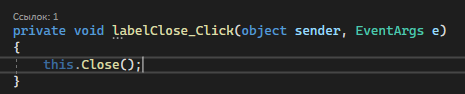 Ссылок: 1
private void labelClose_Click(object sender, EventArgs e)
{
    this.Close();
}